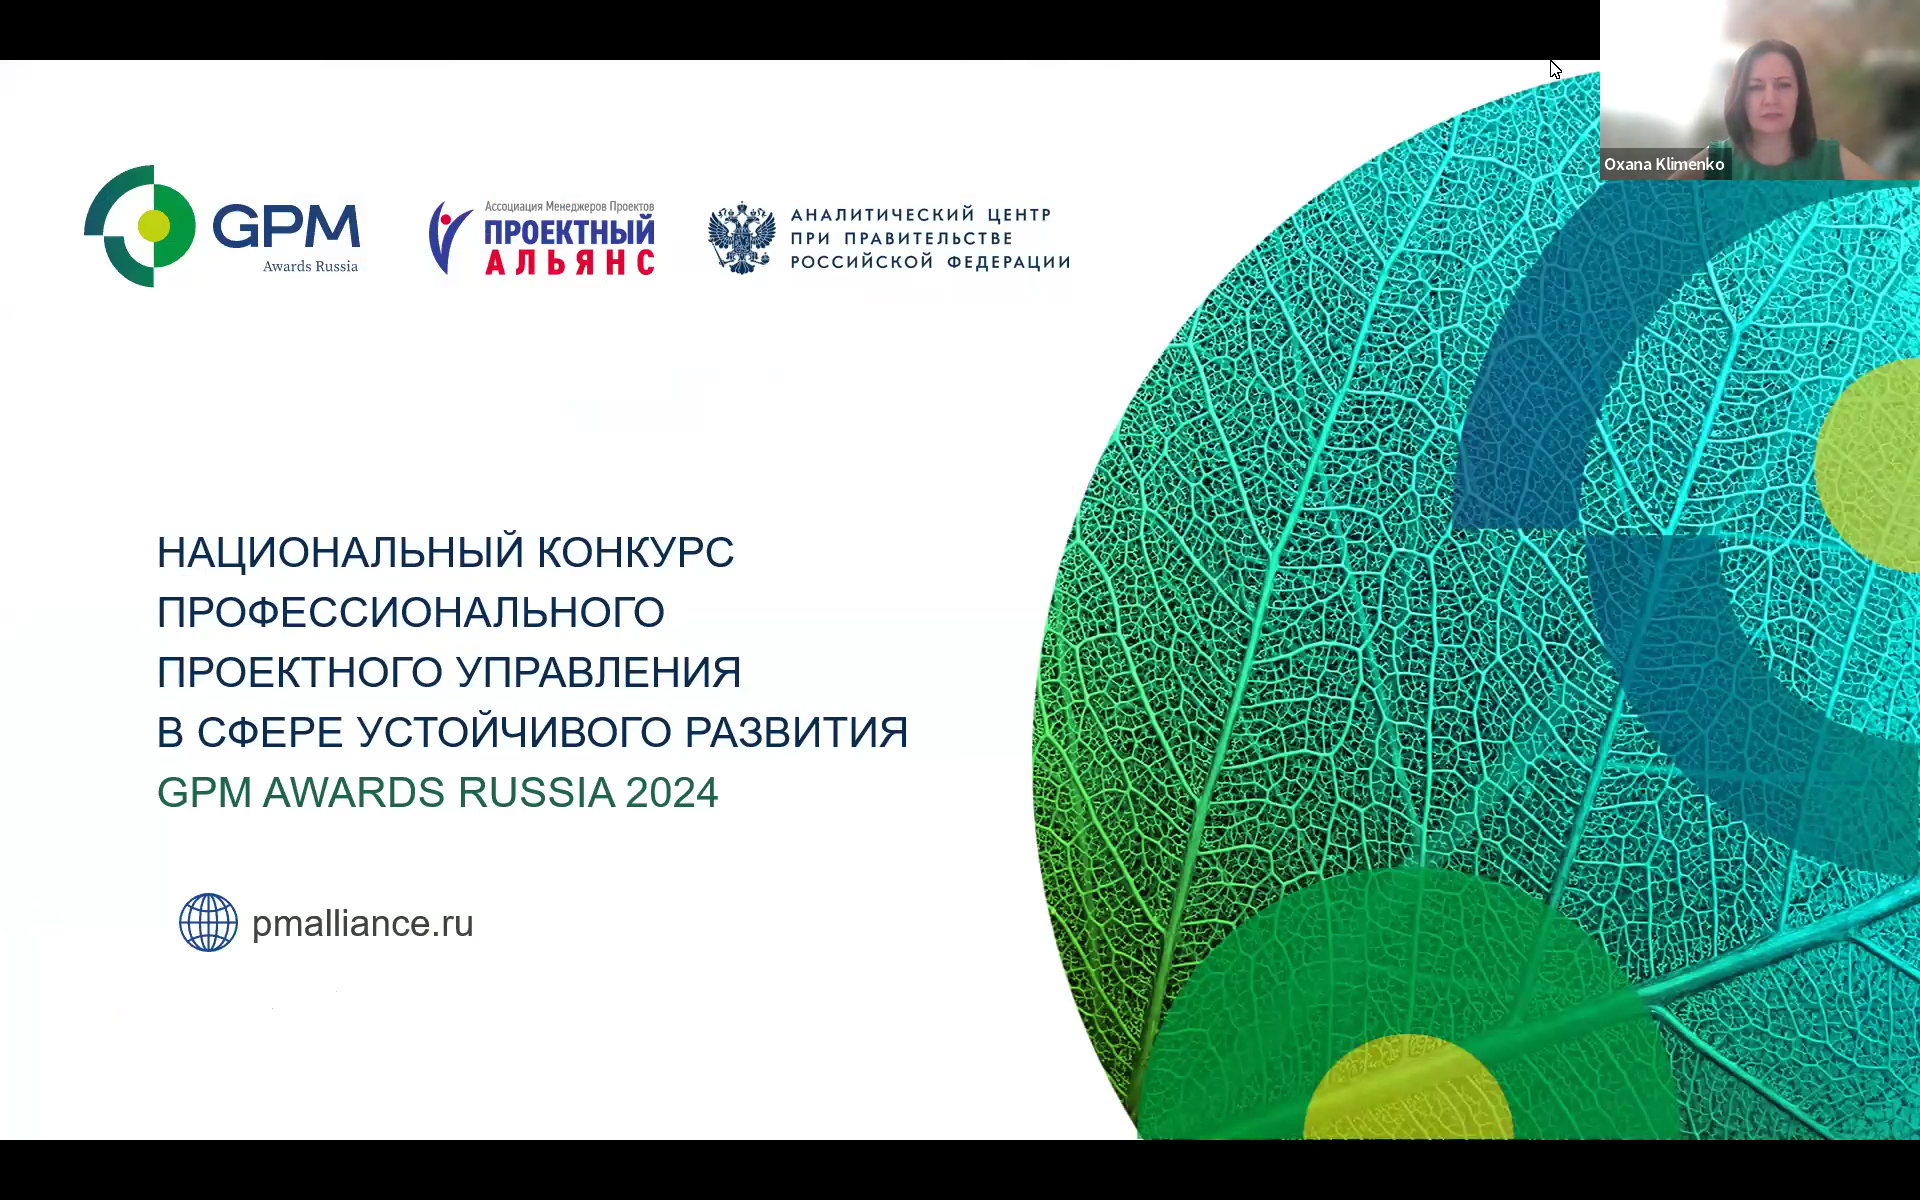 Oxana Klimenko
GPM
Awards Russia
Ассоциация Менеджеров Проектов
ПРОЕКТНЫЙ
АЛЬЯНС
АНАЛИТИЧЕСКИЙ ЦЕНТР
ПРИ ПРАВИТЕЛЬСТВЕ
РОССИЙСКОЙ ФЕДЕРАЦИИ
НАЦИОНАЛЬНЫЙ КОНКУРС
ПРОФЕССИОНАЛЬНОГО
ПРОЕКТНОГО УПРАВЛЕНИЯ
В СФЕРЕ УСТОЙЧИВОГО РАЗВИТИЯ
GPM AWARDS RUSSIA 2024
pmalliance.ru